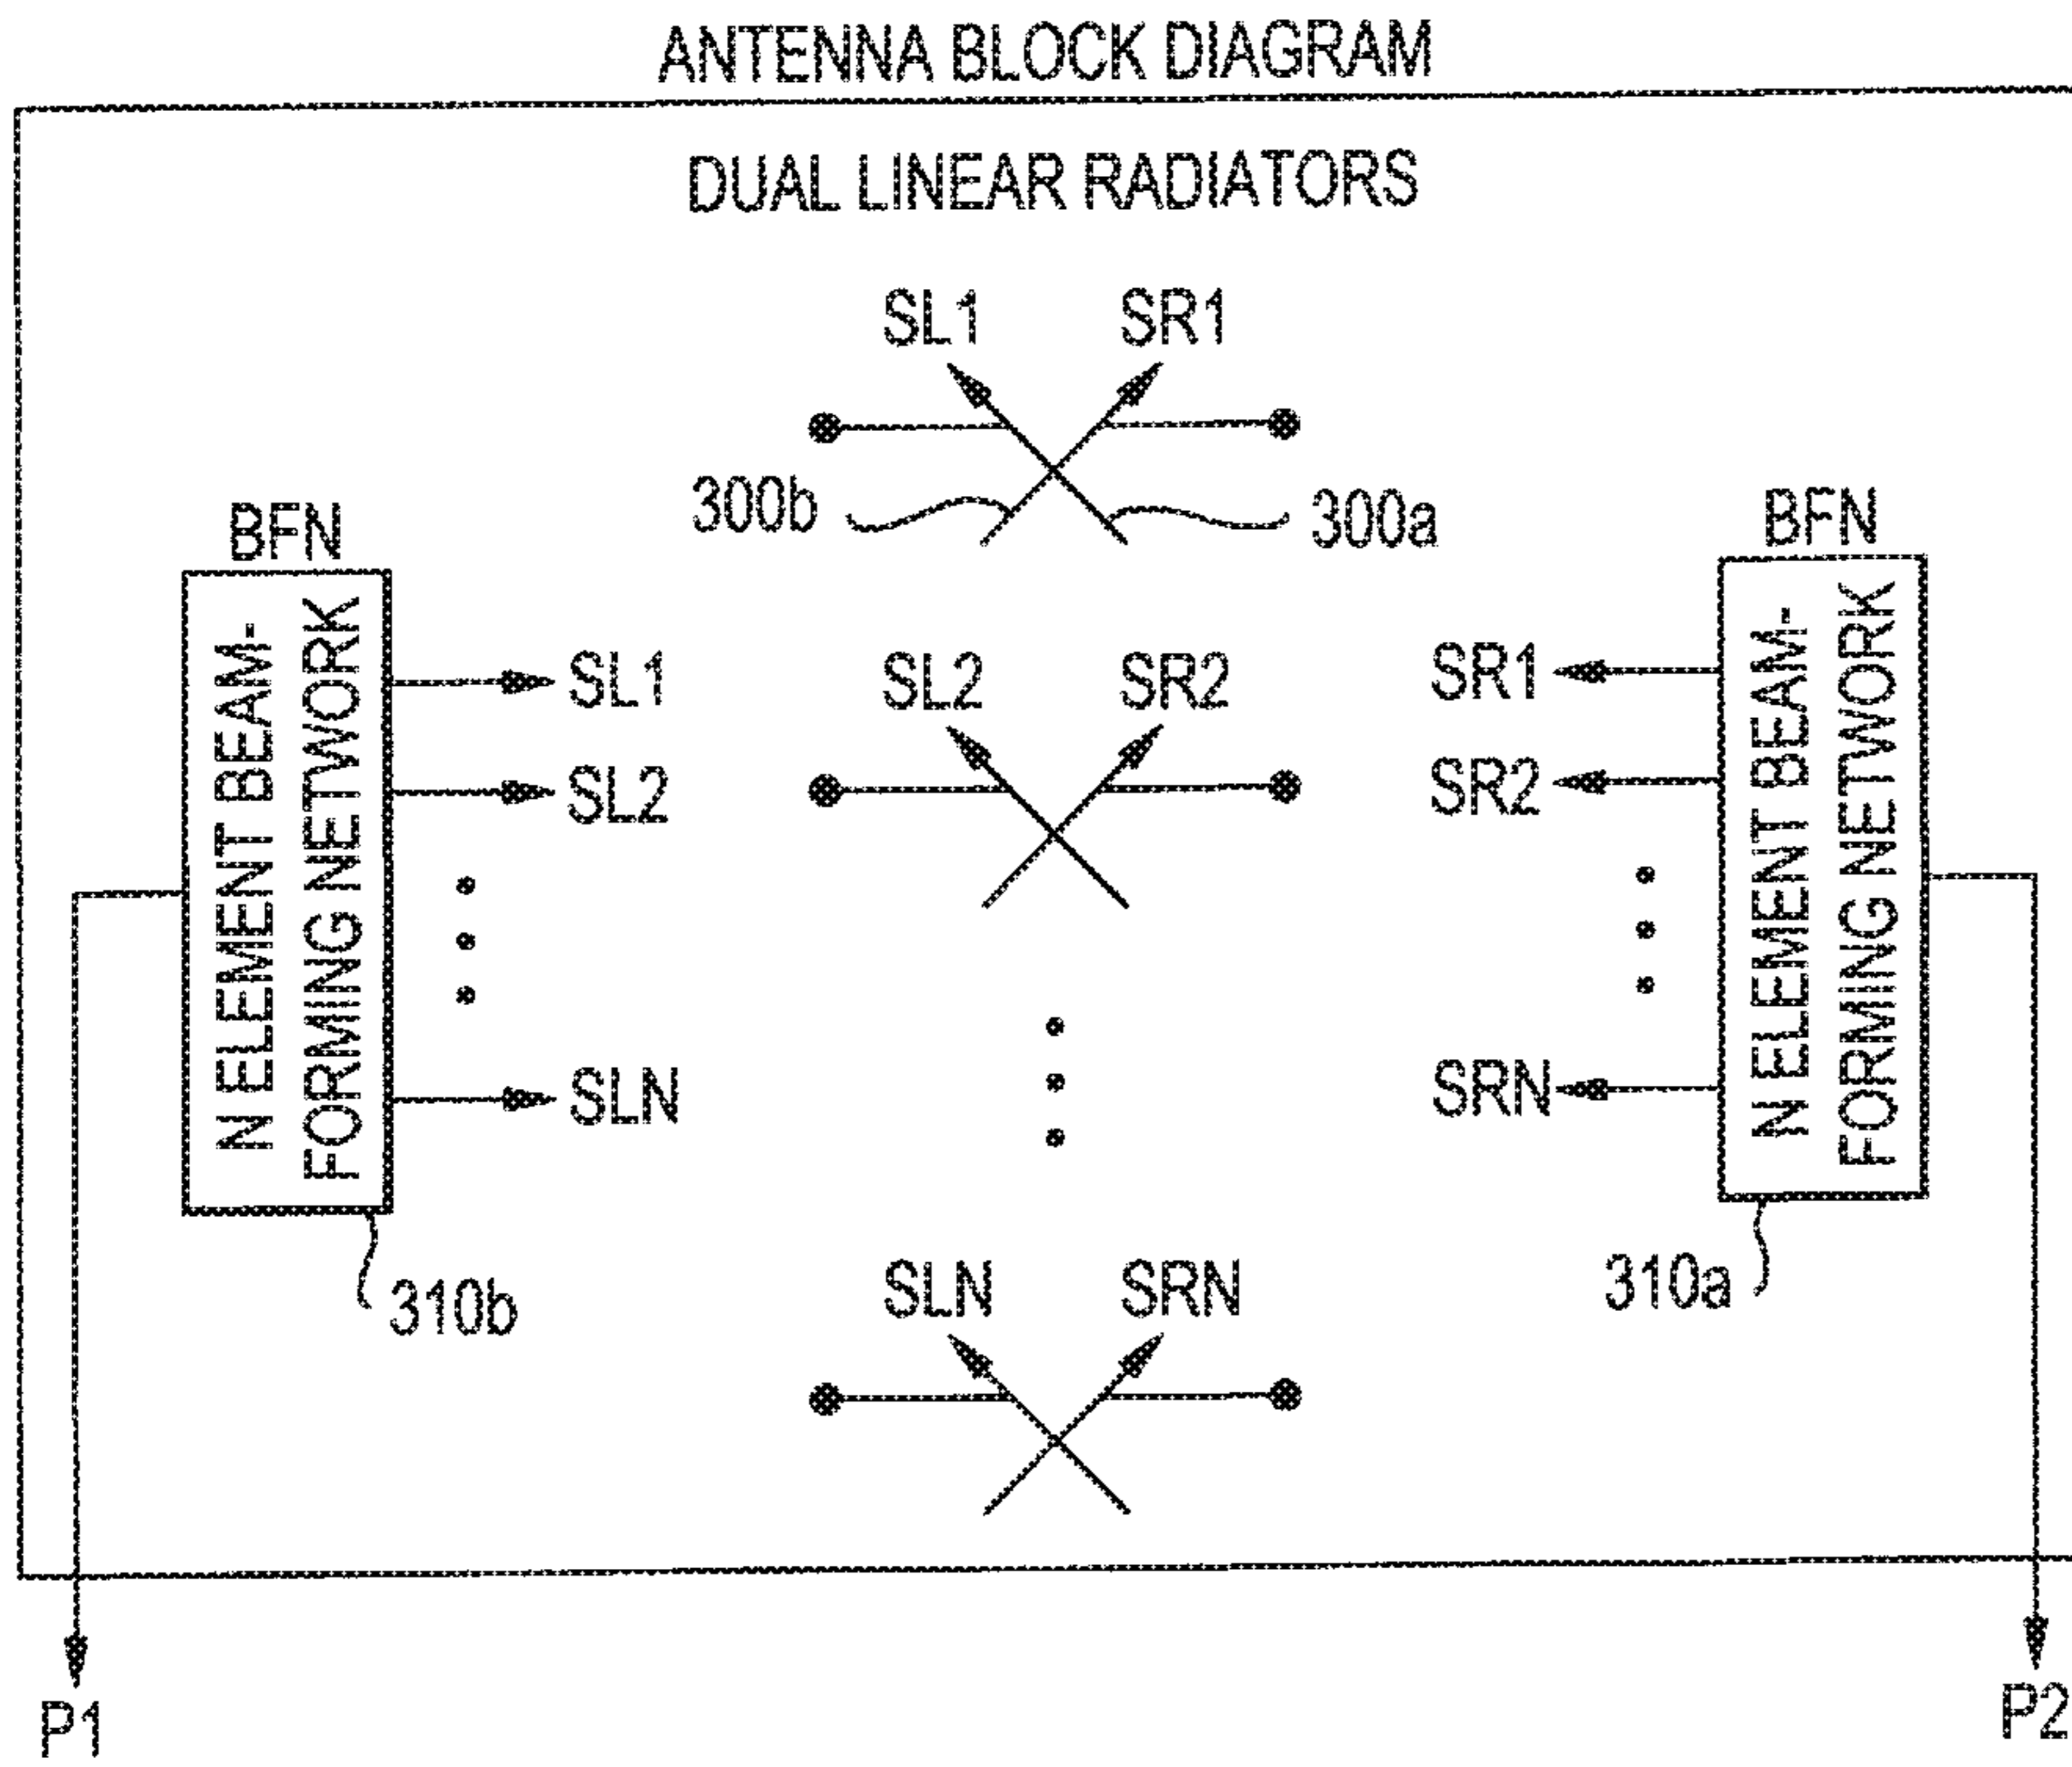 ANTENNA BLOCK DIAGRAM
DUAL LINEAR RADIATORS
SL1
SR1
300b
300a
BFN
BFN
N ELEMENT BEAM-
FORMING NETWORK
SL1
SL2
SLN
SL2
SR2
SR1
SR2
SRN
N ELEMENT BEAM-
FORMING NETWORK
310b
SLN
SRN
310a
P1
P2